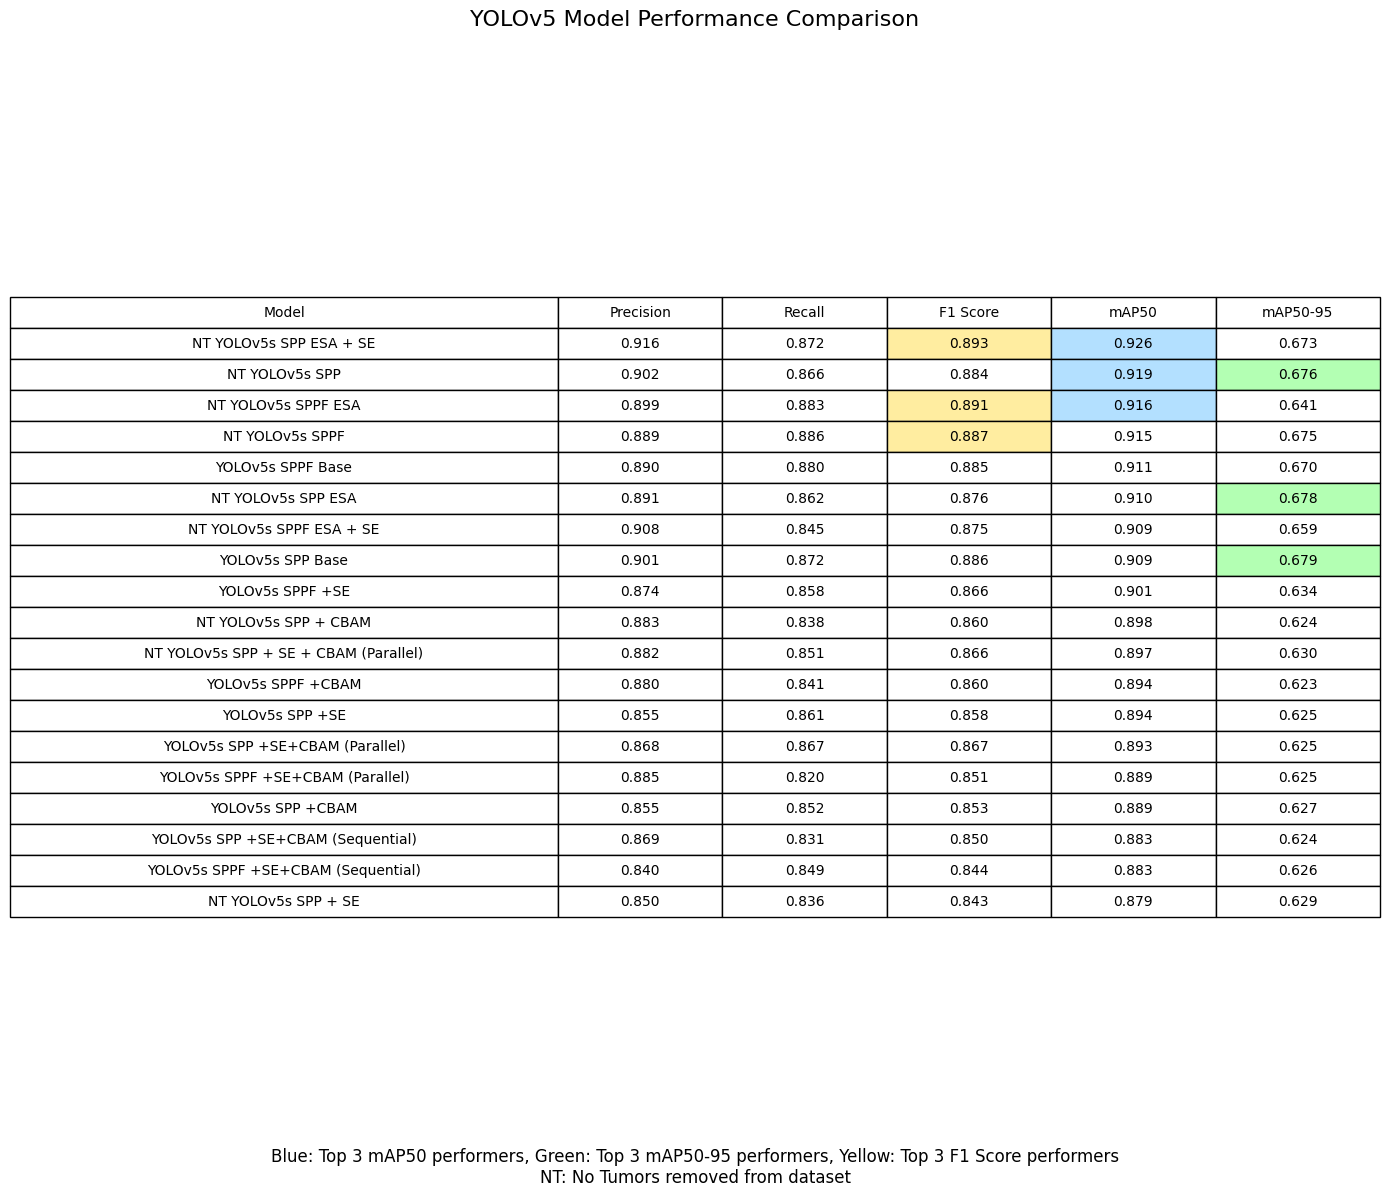 YOLOv5 Model Performance Comparison
Model Precision Recall F1 Score mAP50 mAP50-95
NT YOLOv5s SPP ESA + SE 0.916 0.872 0.893 0.926 0.673
NT YOLOv5s SPP 0.902 0.866 0.884 0.919 0.676
NT YOLOv5s SPPF ESA 0.899 0.883 0.891 0.916 0.641
NT YOLOv5s SPPF 0.889 0.886 0.887 0.915 0.675
YOLOv5s SPPF Base 0.890 0.880 0.885 0.911 0.670
NT YOLOv5s SPP ESA 0.891 0.862 0.876 0.910 0.678
NT YOLOv5s SPPF ESA + SE 0.908 0.845 0.875 0.909 0.659
YOLOv5s SPP Base 0.901 0.872 0.886 0.909 0.679
YOLOv5s SPPF +SE 0.874 0.858 0.866 0.901 0.634
NT YOLOv5s SPP + CBAM 0.883 0.838 0.860 0.898 0.624
NT YOLOv5s SPP + SE + CBAM (Parallel) 0.882 0.851 0.866 0.897 0.630
YOLOv5s SPPF +CBAM 0.880 0.841 0.860 0.894 0.623
YOLOv5s SPP +SE 0.855 0.861 0.858 0.894 0.625
YOLOv5s SPP +SE+CBAM (Parallel) 0.868 0.867 0.867 0.893 0.625
YOLOv5s SPPF +SE+CBAM (Parallel) 0.885 0.820 0.851 0.889 0.625
YOLOv5s SPP +CBAM 0.855 0.852 0.853 0.889 0.627
YOLOv5s SPP +SE+CBAM (Sequential) 0.869 0.831 0.850 0.883 0.624
YOLOv5s SPPF +SE+CBAM (Sequential) 0.840 0.849 0.844 0.883 0.626
NT YOLOv5s SPP + SE 0.850 0.836 0.843 0.879 0.629
Blue: Top 3 mAP50 performers, Green: Top 3 mAP50-95 performers, Yellow: Top 3 F1 Score performers
NT: No Tumors removed from dataset